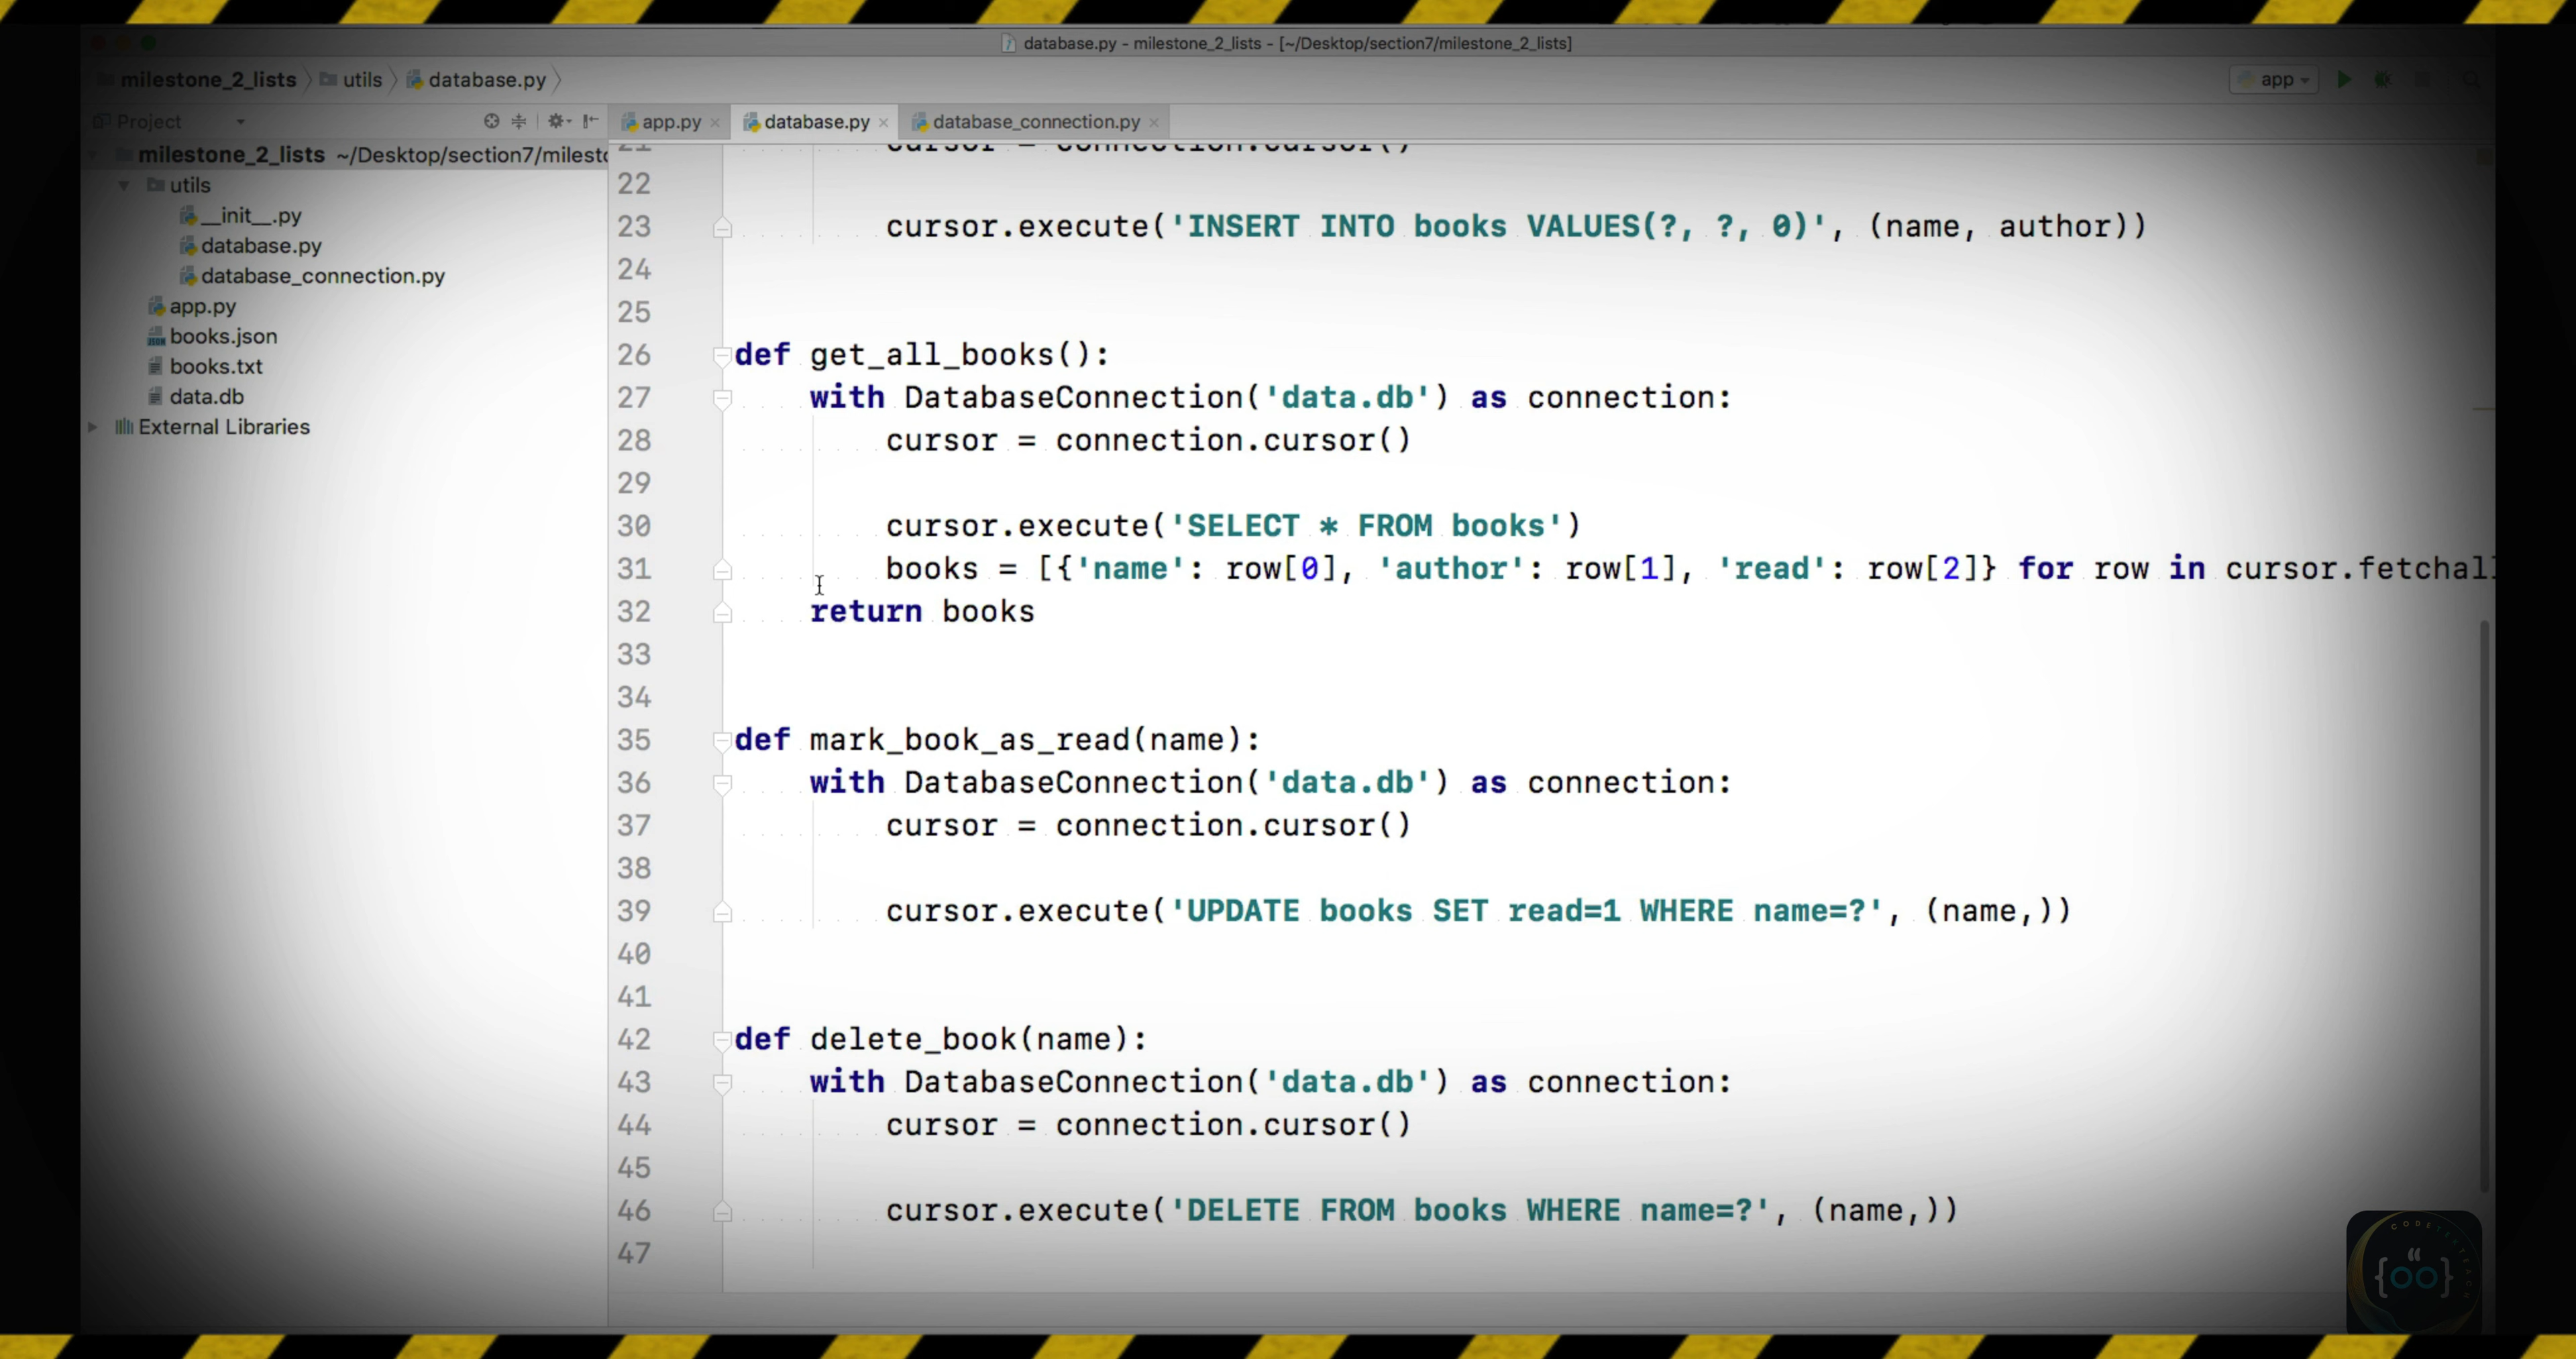 database.py - milestone_2_lists - [~/Desktop/section7/milestone_2_lists]
milestone_2_lists utils database.py
app
Project
app.py database.py database_connection.py
milestone_2_lists ~/Desktop/section7/milest
utils
__init__.py
database.py
database_connection.py
app.py
books.json
books.txt
data.db
External Libraries
21 cursor = connection.cursor()
22
23 cursor.execute('INSERT INTO books VALUES(?, ?, 0)', (name, author))
24
25
26 def get_all_books():
27 with DatabaseConnection('data.db') as connection:
28 cursor = connection.cursor()
29
30 cursor.execute('SELECT * FROM books')
31 books = [{'name': row[0], 'author': row[1], 'read': row[2]} for row in cursor.fetchal
32 return books
33
34
35 def mark_book_as_read(name):
36 with DatabaseConnection('data.db') as connection:
37 cursor = connection.cursor()
38
39 cursor.execute('UPDATE books SET read=1 WHERE name=?', (name,))
40
41
42 def delete_book(name):
43 with DatabaseConnection('data.db') as connection:
44 cursor = connection.cursor()
45
46 cursor.execute('DELETE FROM books WHERE name=?', (name,))
47